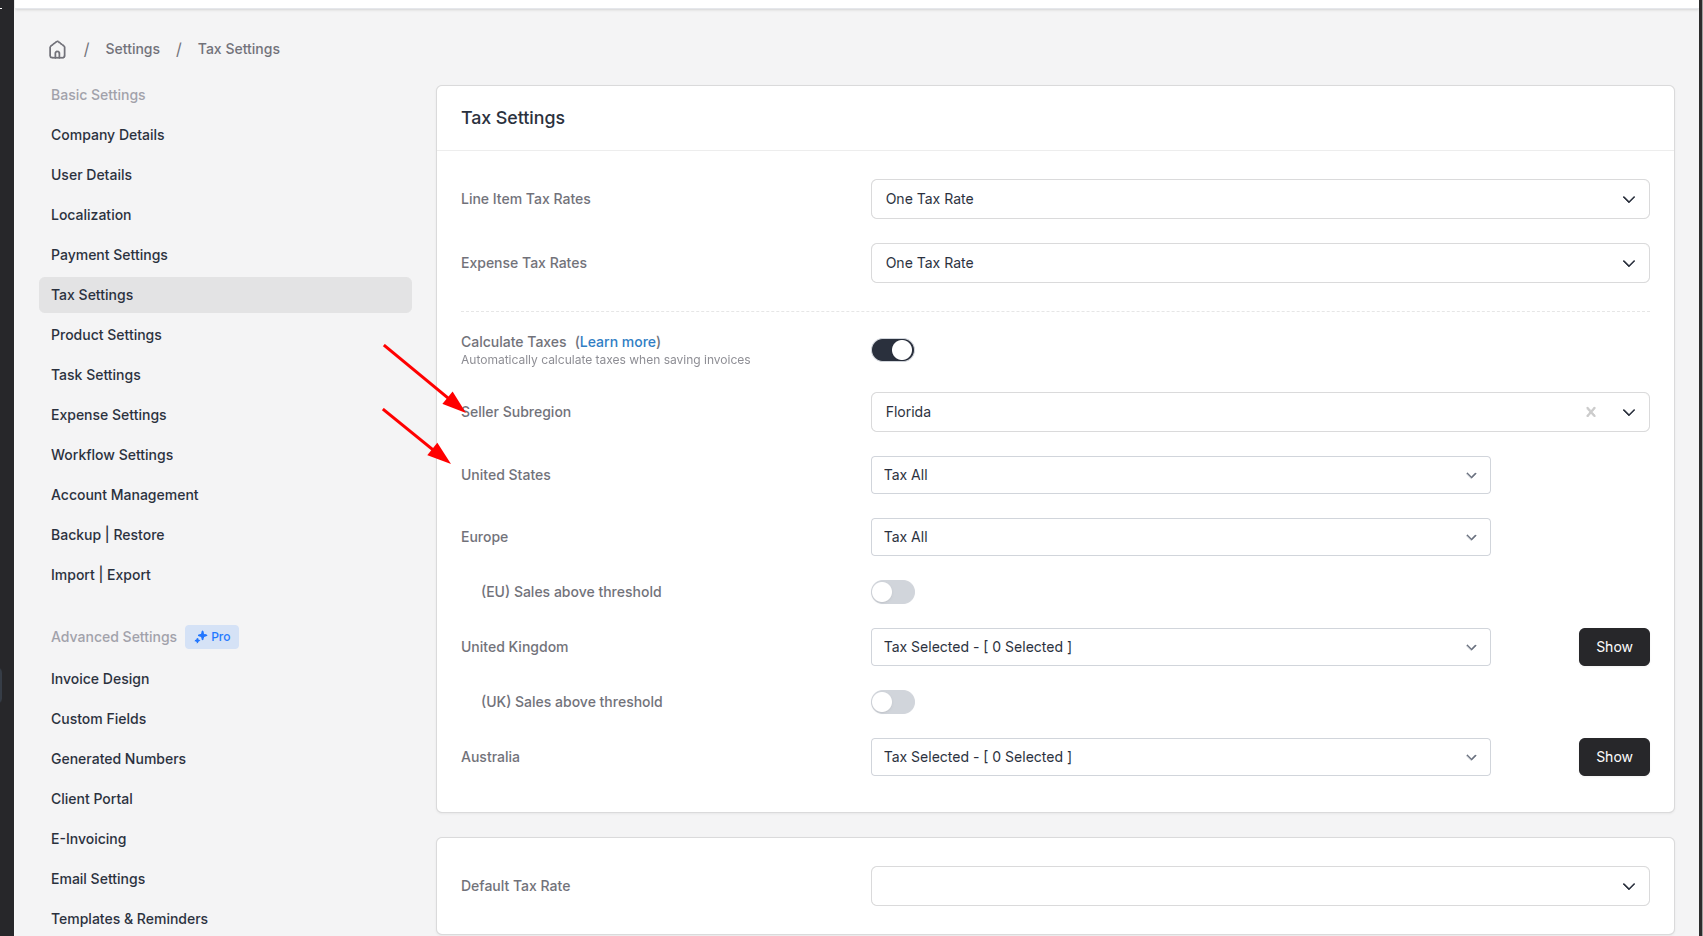 / Settings / Tax Settings
Basic Settings
Company Details
User Details
Localization
Payment Settings
Tax Settings
Product Settings
Task Settings
Expense Settings
Workflow Settings
Account Management
Backup | Restore
Import | Export
Advanced Settings Pro
Invoice Design
Custom Fields
Generated Numbers
Client Portal
E-Invoicing
Email Settings
Templates & Reminders
Tax Settings
Line Item Tax Rates One Tax Rate
Expense Tax Rates One Tax Rate
Calculate Taxes (Learn more)
Automatically calculate taxes when saving invoices
Seller Subregion Florida
United States Tax All
Europe Tax All
(EU) Sales above threshold
United Kingdom Tax Selected - [ 0 Selected ] Show
(UK) Sales above threshold
Australia Tax Selected - [ 0 Selected ] Show
Default Tax Rate